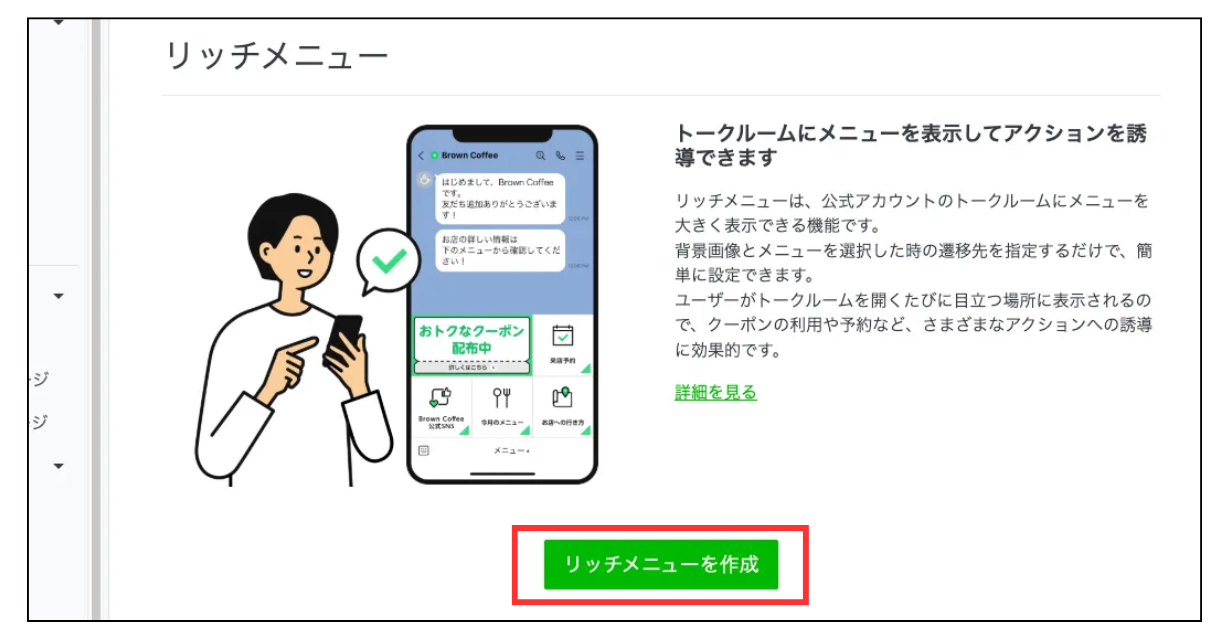 リッチメニュー
トークルームにメニューを表示してアクションを誘
導できます
リッチメニューは、公式アカウントのトークルームにメニューを
大きく表示できる機能です。
背景画像とメニューを選択した時の遷移先を指定するだけで、簡
単に設定できます。
ユーザーがトークルームを開くたびに目立つ場所に表示されるの
で、クーポンの利用や予約など、さまざまなアクションへの誘導
に効果的です。
詳細を見る
Brown Coffee
はじめまして、Brown Coffee
です。
友だち追加ありがとうございま
す!
お店の詳しい情報は
下のメニューから確認してくだ
さい!
おトクなクーポン
配布中
詳しくはこちら
来店予約
Brown Coffee
公式SNS
今月のメニュー
お店への行き方
メニュー
ージ
ージ
リッチメニューを作成